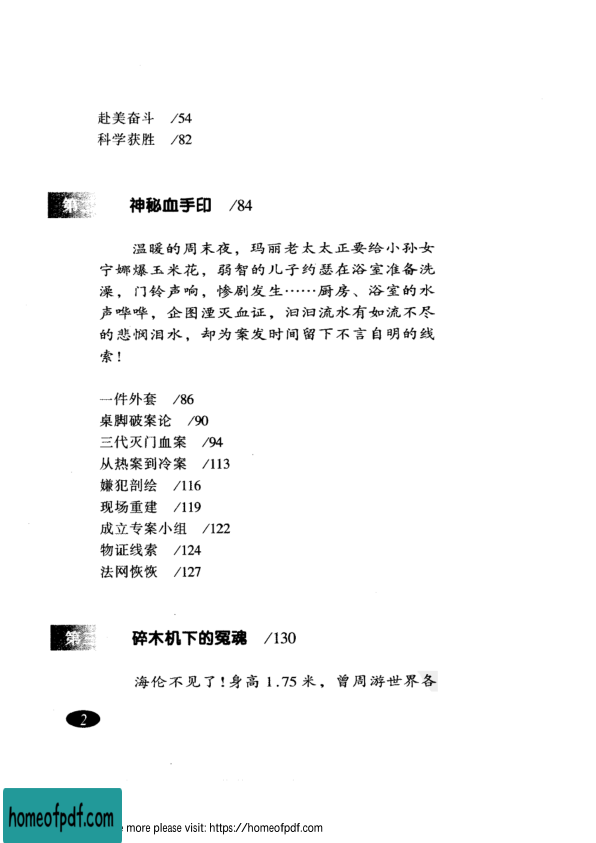 赴美奋斗 /54
科学获胜 /82
第 神秘血手印 /84
温暖的周末夜，玛丽老太太正要给小孙女
宁娜爆玉米花，弱智的儿子约瑟在浴室准备洗
澡，门铃声响，惨剧发生……厨房、浴室的水
声哗哗，企图湮灭血证，汩汩流水有如流不尽
的悲悯泪水，却为案发时间留下不言自明的线
索！
一件外套 /86
桌脚破案论 /90
三代灭门血案 /94
从热案到冷案 /113
嫌犯剖绘 /116
现场重建 /119
成立专案小组 /122
物证线索 /124
法网恢恢 /127
第三 碎木机下的冤魂 /130
海伦不见了！身高1.75米，曾周游世界各
2
homeofpdf.com
more please visit: https://homeofpdf.com